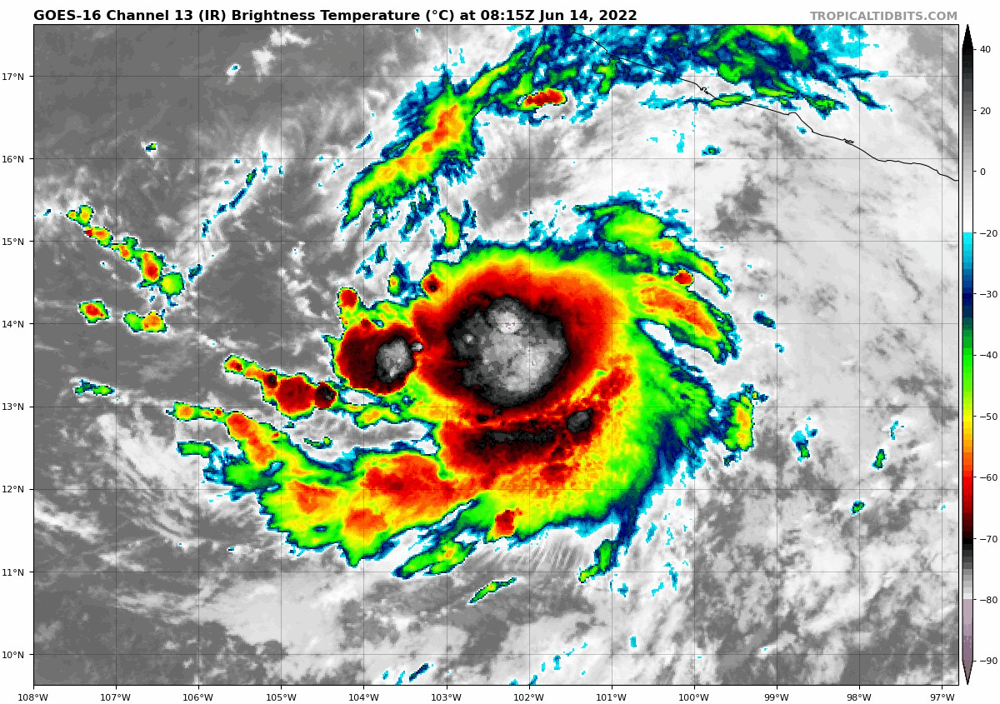 GOES-16 Channel 13 (IR) Brightness Temperature (°C) at 08:15Z Jun 14, 2022
TROPICALTIDBITS.COM
17°N
16°N
15°N
14°N
13°N
12°N
11°N
10°N
108°W 107°W 106°W 105°W 104°W 103°W 102°W 101°W 100°W 99°W 98°W 97°W
40
20
0
−20
−30
−40
−50
−60
−70
−80
−90